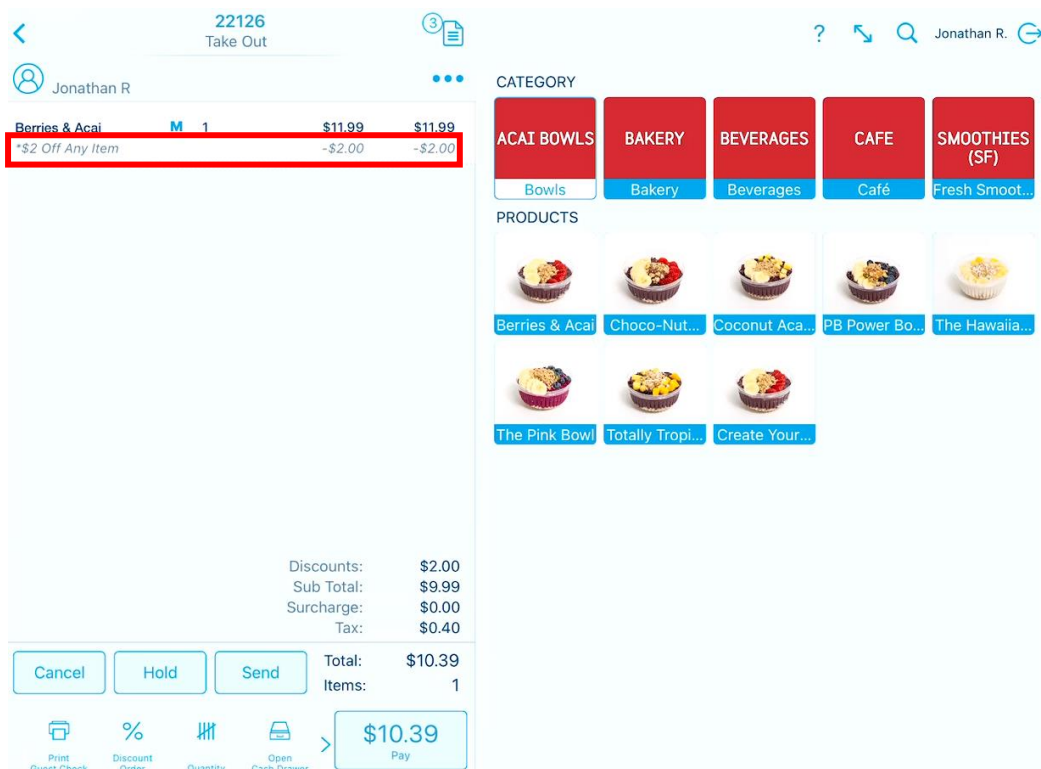 22126
Take Out
3
Jonathan R
Berries & Acai M 1 $11.99 $11.99
*$2 Off Any Item -$2.00 -$2.00
Discounts: $2.00
Sub Total: $9.99
Surcharge: $0.00
Tax: $0.40
Cancel Hold Send
Total: $10.39
Items: 1
Print
Guest Check
%
Discount
Order
Quantity
Open
Cash Drawer
$10.39
Pay
? Jonathan R.
CATEGORY
ACAI BOWLS BAKERY BEVERAGES CAFE SMOOTHIES
(SF)
Bowls Bakery Beverages Café Fresh Smoot...
PRODUCTS
Berries & Acai Choco-Nut... Coconut Aca... PB Power Bo... The Hawaiia...
The Pink Bowl Totally Tropi... Create Your...